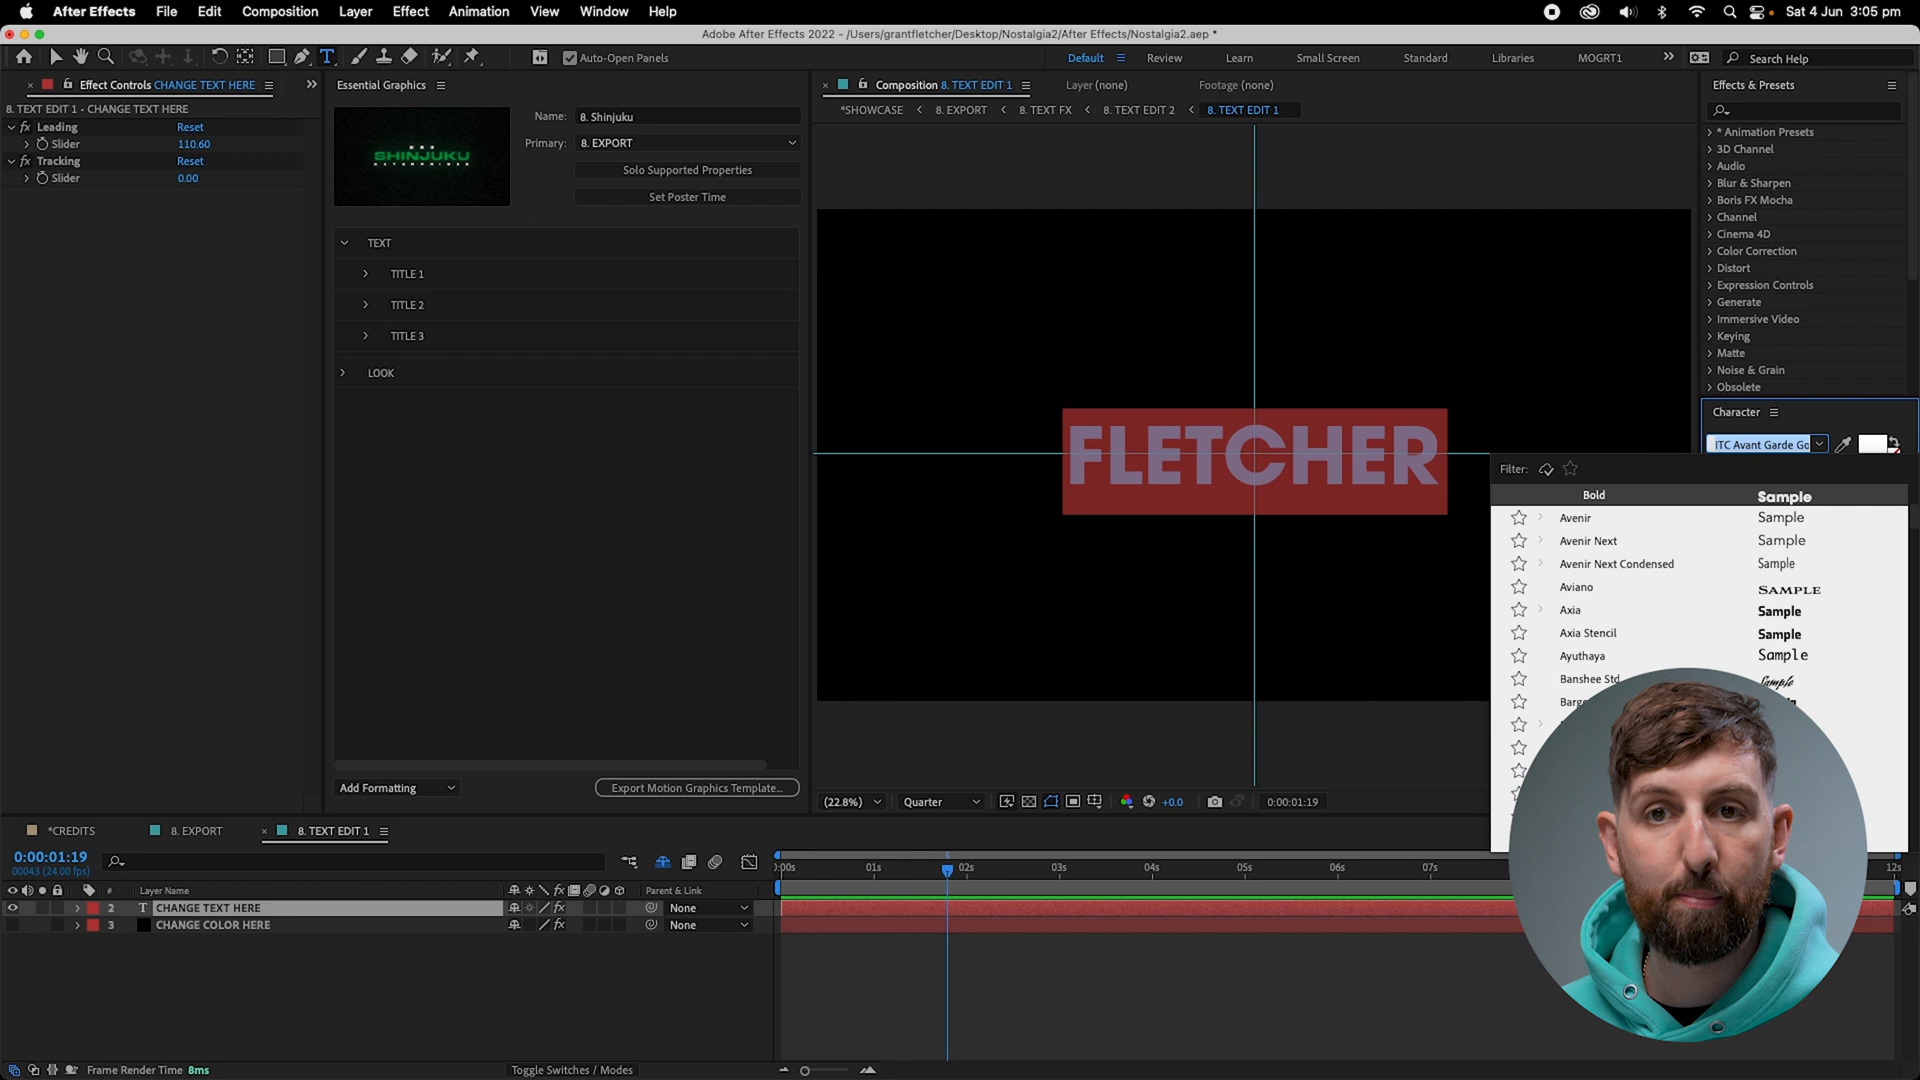 After Effects File Edit Composition Layer Effect Animation View Window Help Sat 4 Jun 3:05 pm
Adobe After Effects 2022 - /Users/grantfletcher/Desktop/Nostalgia2/After Effects/Nostalgia2.aep *
T Auto-Open Panels Default Review Learn Small Screen Standard Libraries MOGRT1 Search Help
Effect Controls CHANGE TEXT HERE
8. TEXT EDIT 1 • CHANGE TEXT HERE
fx Leading Reset
Slider 110.60
fx Tracking Reset
Slider 0.00
Essential Graphics
SHINJUKU
Name: 8. Shinjuku
Primary: 8. EXPORT
Solo Supported Properties
Set Poster Time
TEXT
TITLE 1
TITLE 2
TITLE 3
LOOK
Add Formatting
Export Motion Graphics Template...
Composition 8. TEXT EDIT 1 Layer (none) Footage (none)
*SHOWCASE 8. EXPORT 8. TEXT FX 8. TEXT EDIT 2 8. TEXT EDIT 1
FLETCHER
(22.8%) Quarter +0.0 0:00:01:19
Effects & Presets
* Animation Presets
3D Channel
Audio
Blur & Sharpen
Boris FX Mocha
Channel
Cinema 4D
Color Correction
Distort
Expression Controls
Generate
Immersive Video
Keying
Matte
Noise & Grain
Obsolete
Character
ITC Avant Garde Go
Filter:
Bold Sample
Avenir Sample
Avenir Next Sample
Avenir Next Condensed Sample
Aviano SAMPLE
Axia Sample
Axia Stencil Sample
Ayuthaya Sample
Banshee Std Sample
*CREDITS 8. EXPORT 8. TEXT EDIT 1
0:00:01:19
00043 (24.00 fps)
:00s 01s 02s 03s 04s 05s 06s 07s 12s
# Layer Name fx Parent & Link
2 T CHANGE TEXT HERE fx None
3 CHANGE COLOR HERE fx None
Frame Render Time 8ms Toggle Switches / Modes